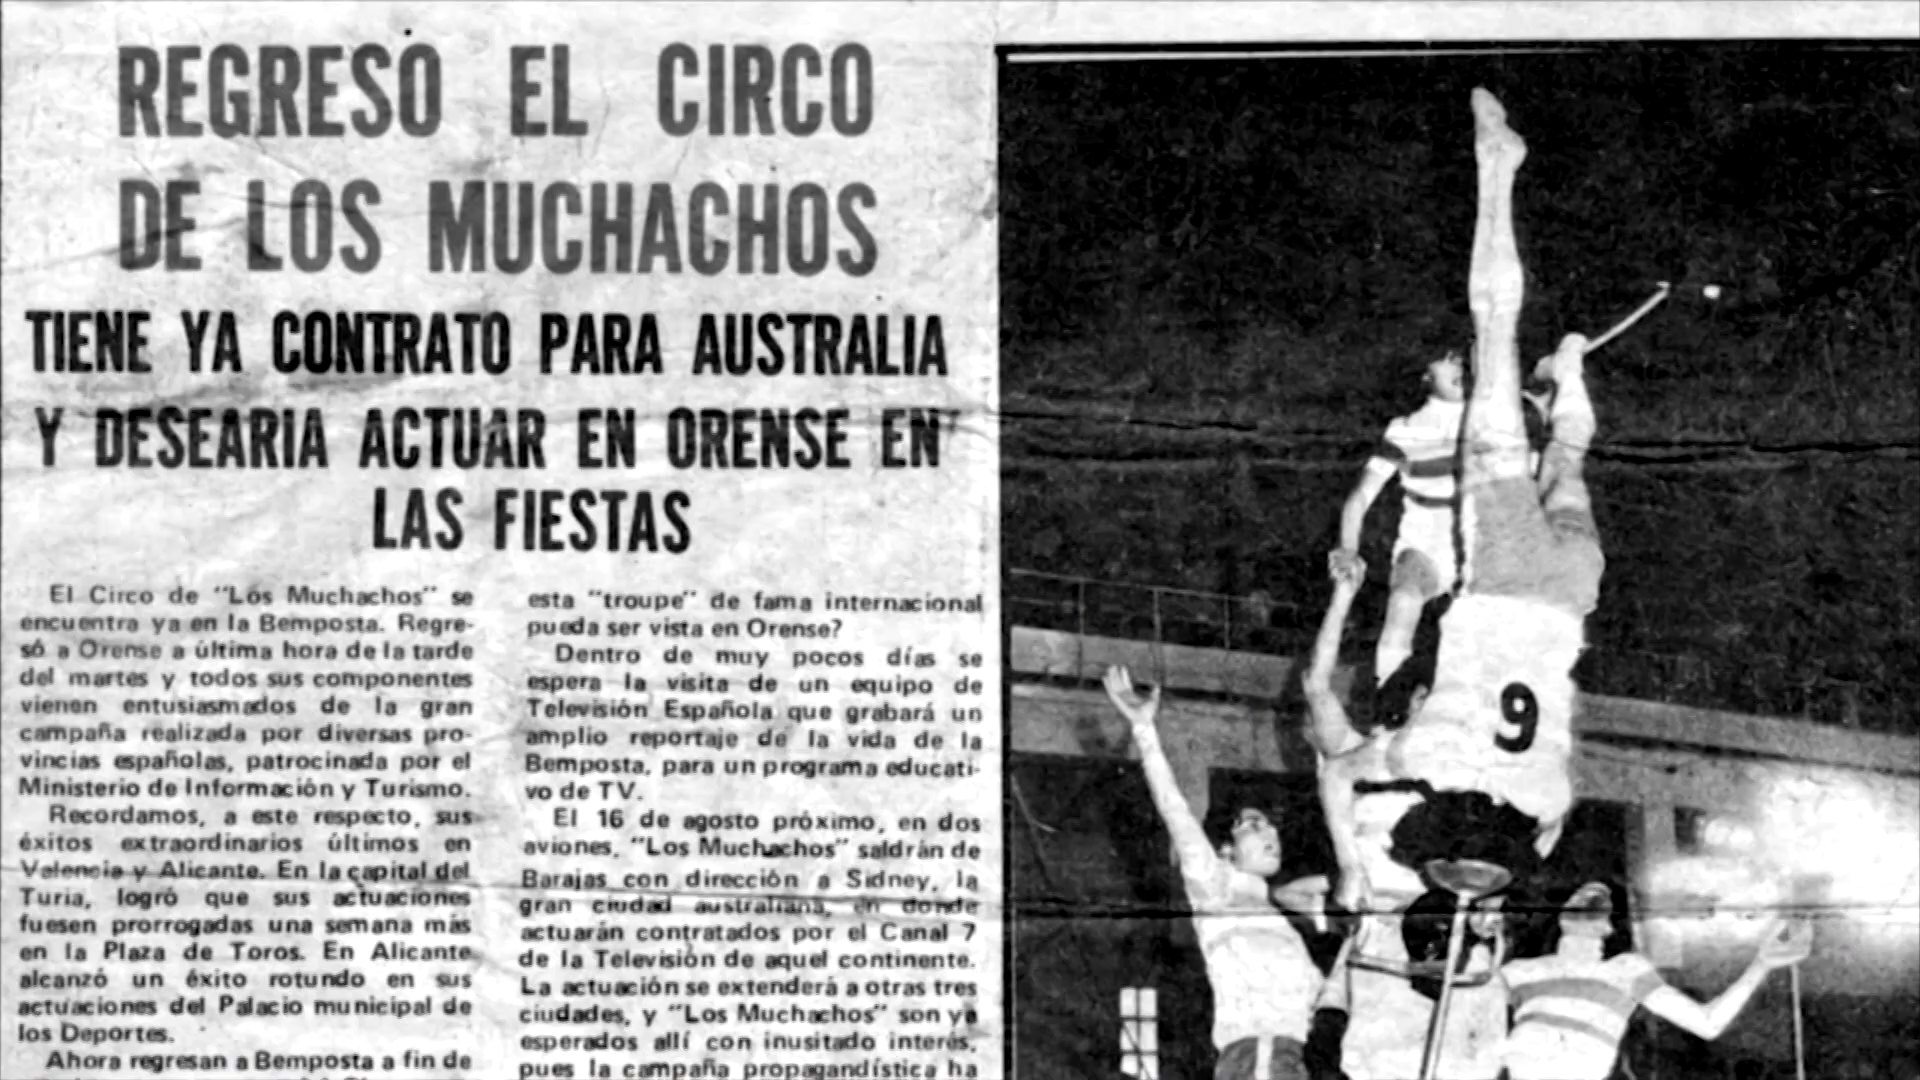 REGRESO EL CIRCO
DE LOS MUCHACHOS
TIENE YA CONTRATO PARA AUSTRALIA
Y DESEARIA ACTUAR EN ORENSE EN
LAS FIESTAS
El Circo de "Los Muchachos" se
encuentra ya en la Bemposta. Regre-
só a Orense a última hora de la tarde
del martes y todos sus componentes
vienen entusiasmados de la gran
campaña realizada por diversas pro-
vincias españolas, patrocinada por el
Ministerio de Información y Turismo.
Recordamos, a este respecto, sus
éxitos extraordinarios últimos en
Valencia y Alicante. En la capital del
Turia, logró que sus actuaciones
fuesen prorrogadas una semana más
en la Plaza de Toros. En Alicante
alcanzó un éxito rotundo en sus
actuaciones del Palacio municipal de
los Deportes.
Ahora regresan a Bemposta a fin de
esta "troupe" de fama internacional
pueda ser vista en Orense?
Dentro de muy pocos días se
espera la visita de un equipo de
Televisión Española que grabará un
amplio reportaje de la vida de la
Bemposta, para un programa educati-
vo de TV.
El 16 de agosto próximo, en dos
aviones, "Los Muchachos" saldrán de
Barajas con dirección a Sidney, la
gran ciudad australiana, en donde
actuarán contratados por el Canal 7
de la Televisión de aquel continente.
La actuación se extenderá a otras tres
ciudades, y "Los Muchachos" son ya
esperados allí con inusitado interés,
pues la campaña propagandística ha
9